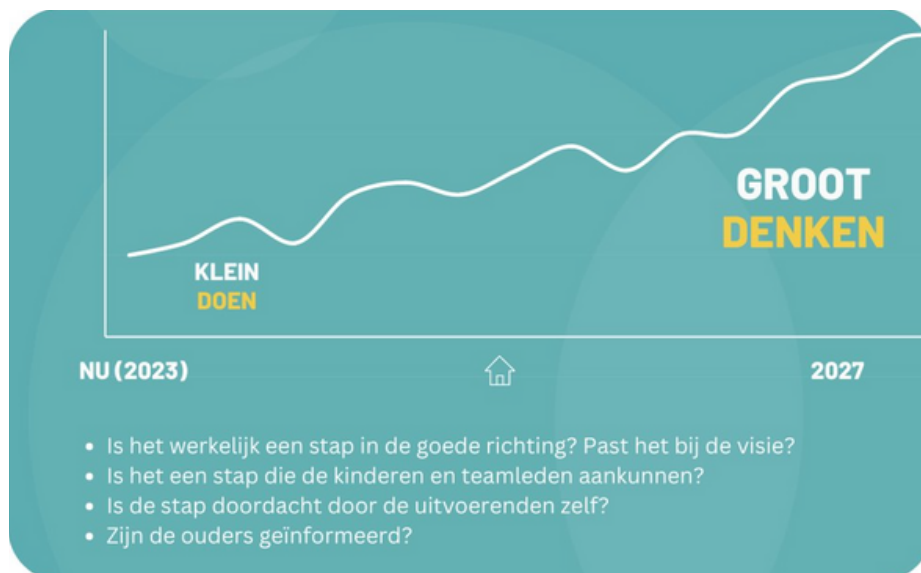 GROOT
DENKEN
KLEIN
DOEN
NU (2023)
2027
• Is het werkelijk een stap in de goede richting? Past het bij de visie?
• Is het een stap die de kinderen en teamleden aankunnen?
• Is de stap doordacht door de uitvoerenden zelf?
• Zijn de ouders geïnformeerd?